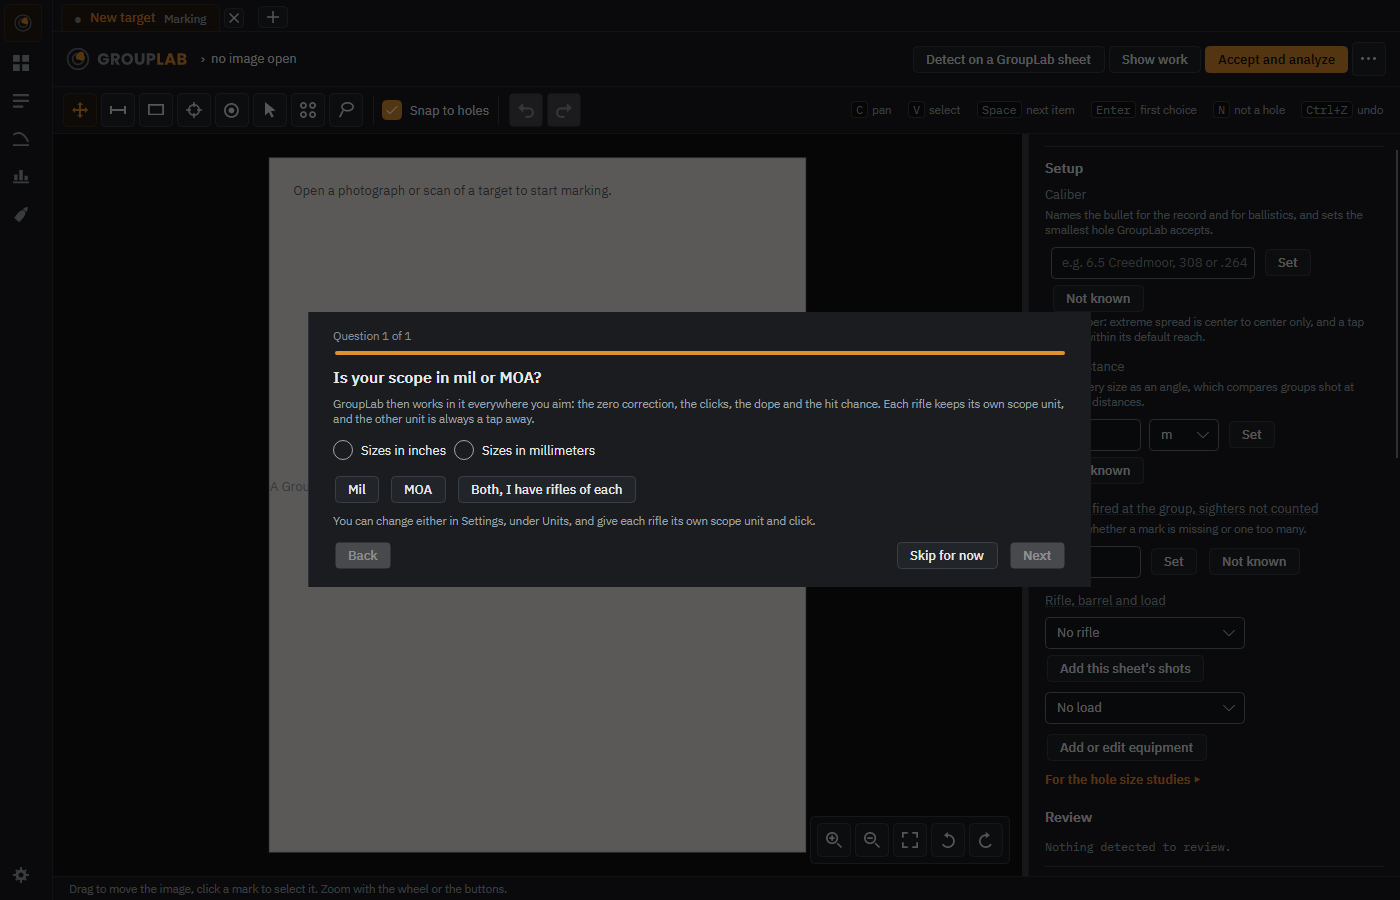 New target Marking
GROUPLAB › no image open
Detect on a GroupLab sheet
Show work
Accept and analyze
Snap to holes
C pan
V select
Space next item
Enter first choice
N not a hole
Ctrl+Z undo
Open a photograph or scan of a target to start marking.
A Grou
Setup
Caliber
Names the bullet for the record and for ballistics, and sets the
smallest hole GroupLab accepts.
e.g. 6.5 Creedmoor, 308 or .264
Set
Not known
extreme spread is center to center only, and a tap
within its default reach.
size as an angle, which compares groups shot at
distances.
m
Set
known
fired at the group, sighters not counted
whether a mark is missing or one too many.
Set
Not known
Rifle, barrel and load
No rifle
Add this sheet's shots
No load
Add or edit equipment
For the hole size studies
Review
Nothing detected to review.
Question 1 of 1
Is your scope in mil or MOA?
GroupLab then works in it everywhere you aim: the zero correction, the clicks, the dope and the hit chance. Each rifle keeps its own scope unit,
and the other unit is always a tap away.
Sizes in inches
Sizes in millimeters
Mil
MOA
Both, I have rifles of each
You can change either in Settings, under Units, and give each rifle its own scope unit and click.
Back
Skip for now
Next
Drag to move the image, click a mark to select it. Zoom with the wheel or the buttons.